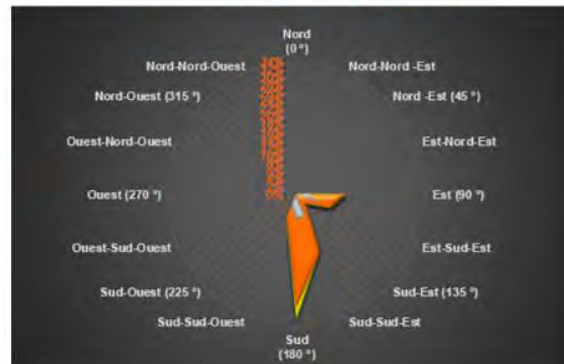 Nord
(0 °)
Nord-Nord-Ouest
Nord-Nord -Est
Nord-Ouest (315 °)
Nord -Est (45°)
Ouest-Nord-Ouest
Est-Nord-Est
Ouest (270 °)
Est (90 °)
Ouest-Sud-Ouest
Est-Sud-Est
Sud-Ouest (225 °)
Sud-Est (135 °)
Sud-Sud-Ouest
Sud-Sud-Est
Sud
(180 °)